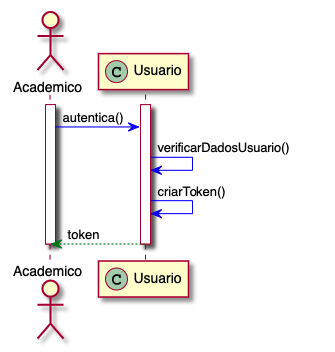 Academico
C Usuario
autentica()
verificarDadosUsuario()
criarToken()
token
Academico
C Usuario